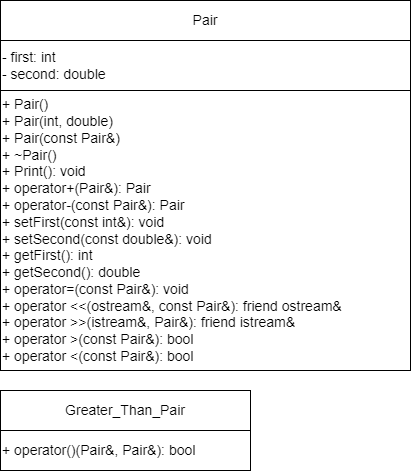 Pair
- first: int
- second: double
+ Pair()
+ Pair(int, double)
+ Pair(const Pair&)
+ ~Pair()
+ Print(): void
+ operator+(Pair&): Pair
+ operator-(const Pair&): Pair
+ setFirst(const int&): void
+ setSecond(const double&): void
+ getFirst(): int
+ getSecond(): double
+ operator=(const Pair&): void
+ operator <<(ostream&, const Pair&): friend ostream&
+ operator >>(istream&, Pair&): friend istream&
+ operator >(const Pair&): bool
+ operator <(const Pair&): bool
Greater_Than_Pair
+ operator()(Pair&, Pair&): bool